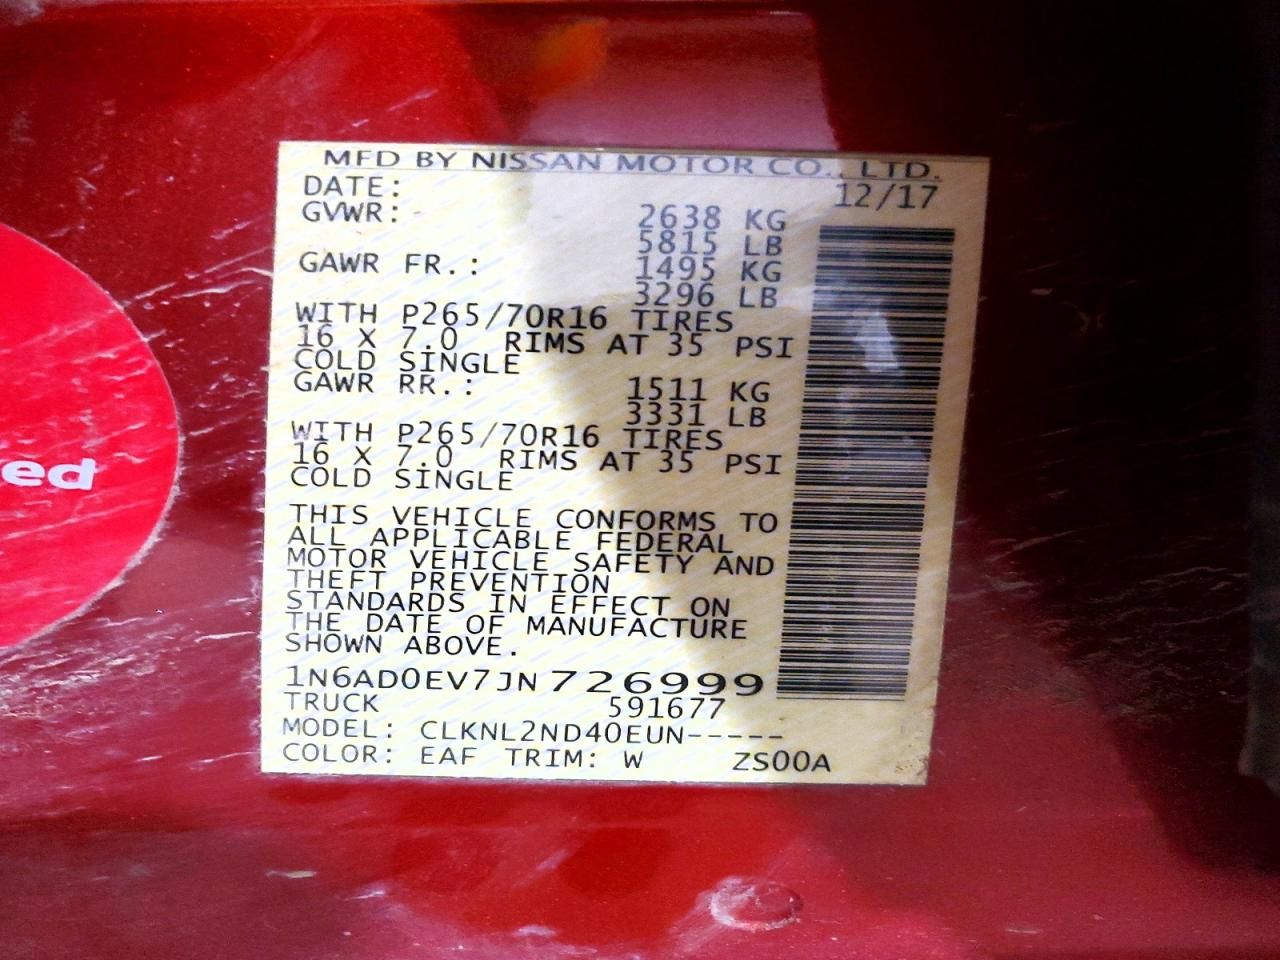 MFD BY NISSAN MOTOR CO., LTD.
DATE: 12/17
GVWR: 2638 KG
5815 LB
GAWR FR.: 1495 KG
3296 LB
WITH P265/70R16 TIRES
16 X 7.0 RIMS AT 35 PSI
COLD SINGLE
GAWR RR.: 1511 KG
3331 LB
WITH P265/70R16 TIRES
16 X 7.0 RIMS AT 35 PSI
COLD SINGLE
THIS VEHICLE CONFORMS TO
ALL APPLICABLE FEDERAL
MOTOR VEHICLE SAFETY AND
THEFT PREVENTION
STANDARDS IN EFFECT ON
THE DATE OF MANUFACTURE
SHOWN ABOVE.
1N6AD0EV7JN726999
TRUCK 591677
MODEL: CLKNL2ND40EUN-----
COLOR: EAF TRIM: W ZS00A
ed